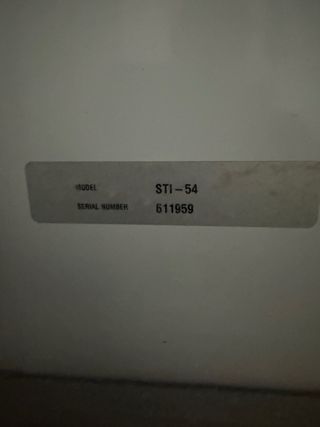 MODEL STI-54
SERIAL NUMBER 611959